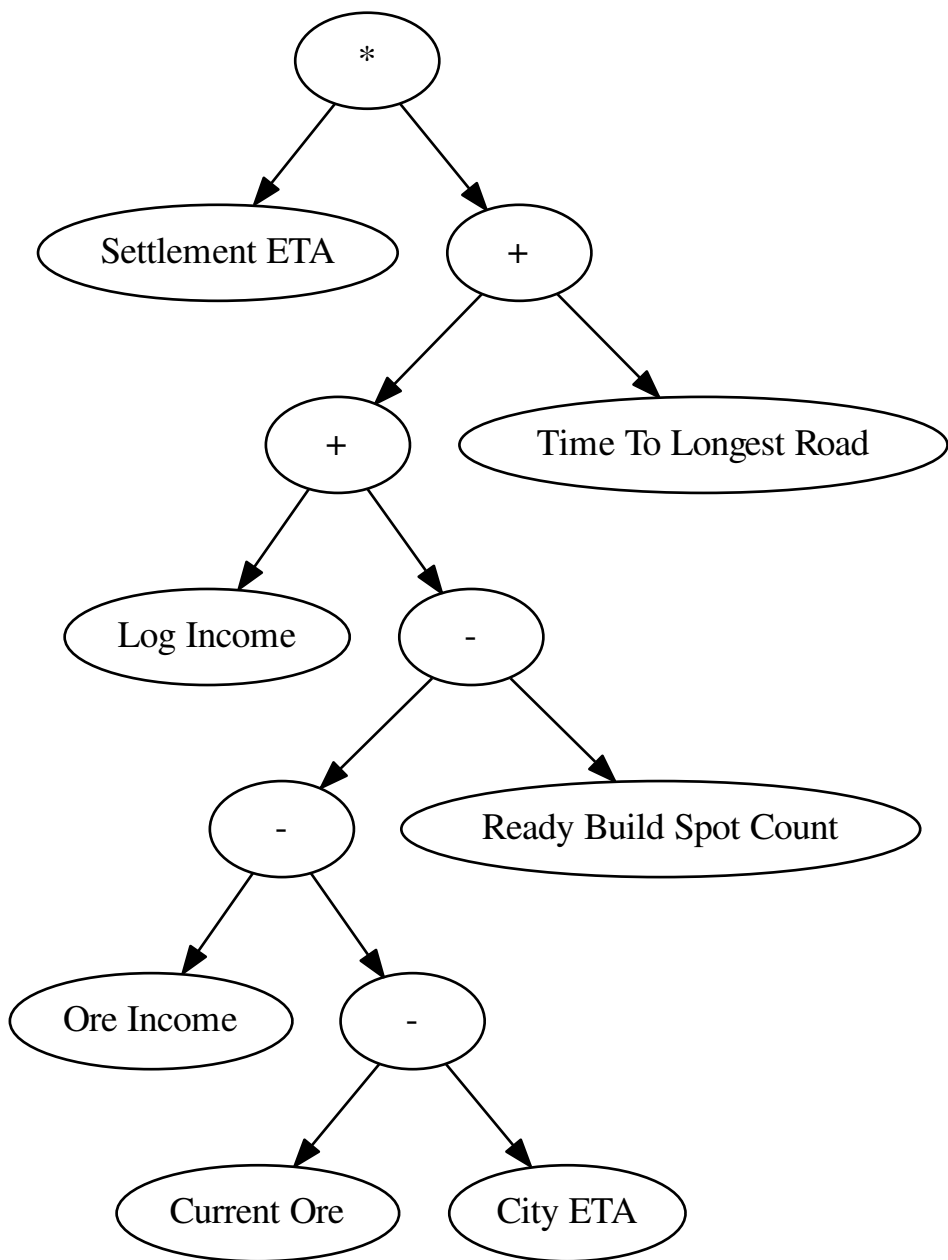 *
Settlement ETA
+
+
Time To Longest Road
Log Income
-
-
Ready Build Spot Count
Ore Income
-
Current Ore
City ETA